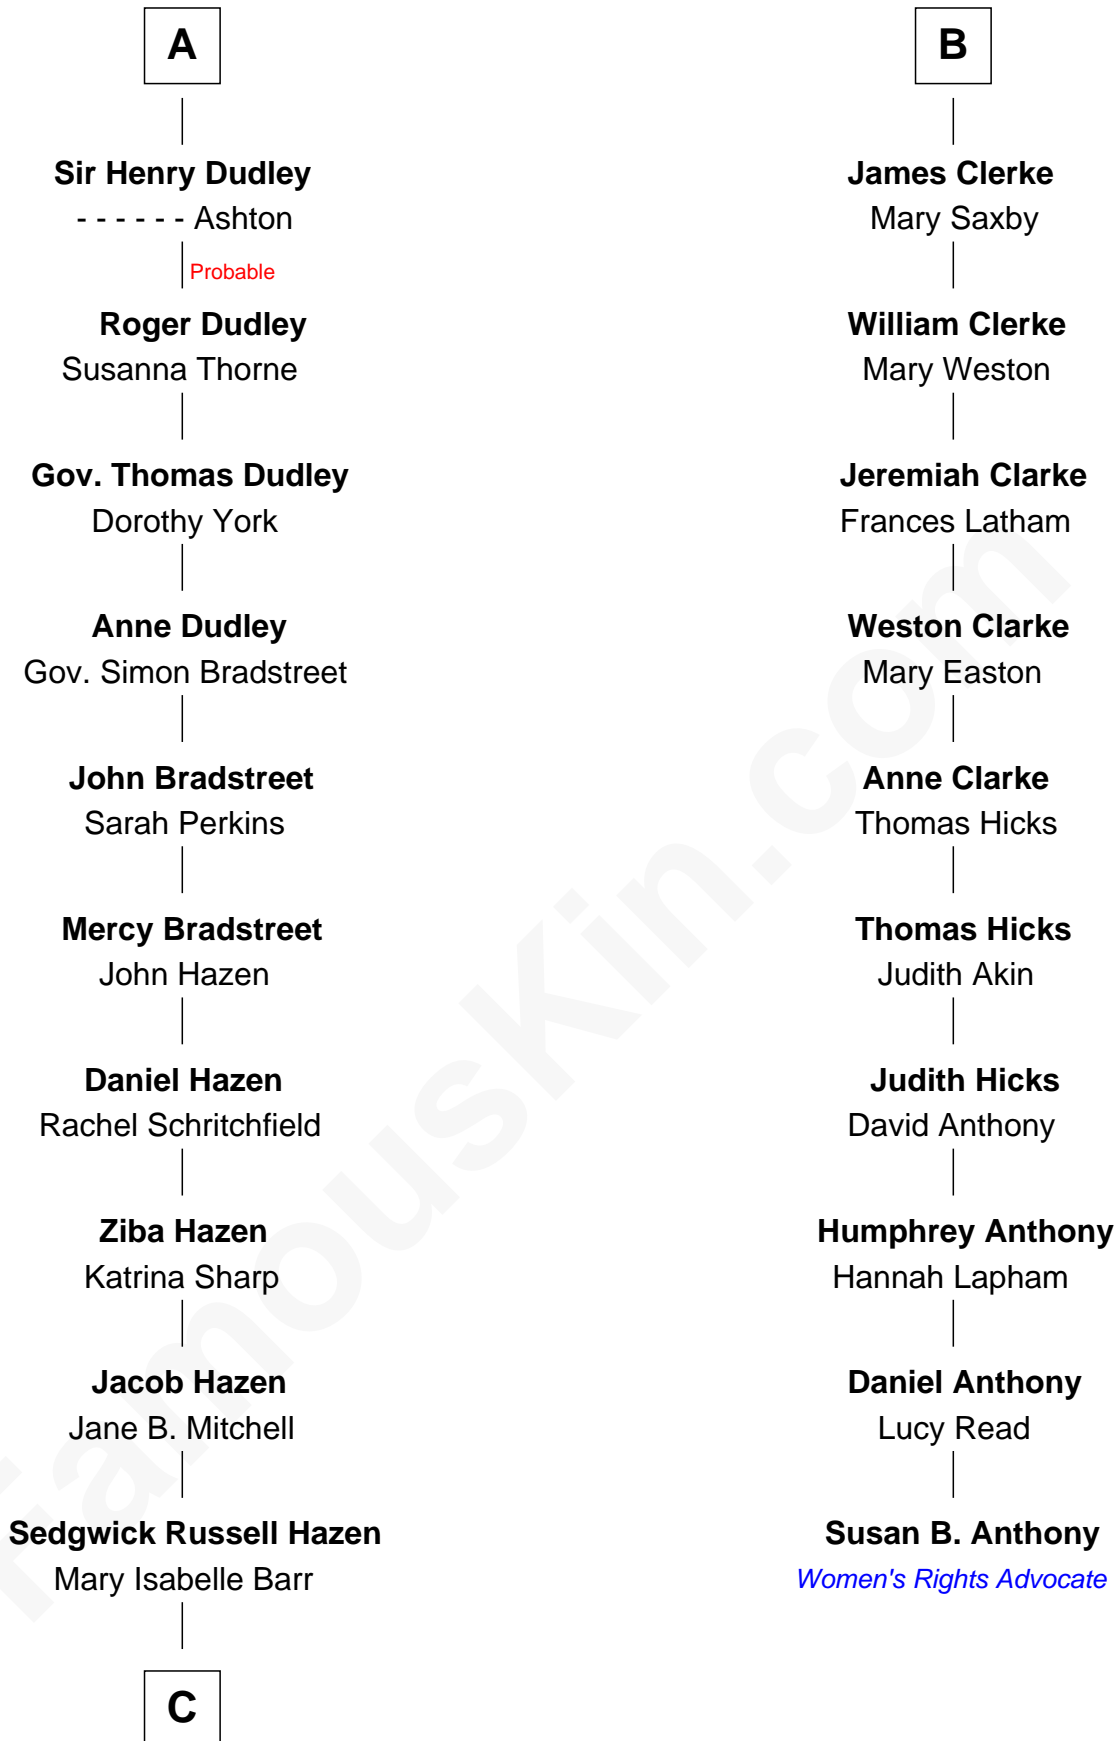 A
Sir Henry Dudley
- - - - - - Ashton
Probable
Roger Dudley
Susanna Thorne
Gov. Thomas Dudley
Dorothy York
Anne Dudley
Gov. Simon Bradstreet
John Bradstreet
Sarah Perkins
Mercy Bradstreet
John Hazen
Daniel Hazen
Rachel Schritchfield
Ziba Hazen
Katrina Sharp
Jacob Hazen
Jane B. Mitchell
Sedgwick Russell Hazen
Mary Isabelle Barr
C
B
James Clerke
Mary Saxby
William Clerke
Mary Weston
Jeremiah Clarke
Frances Latham
Weston Clarke
Mary Easton
Anne Clarke
Thomas Hicks
Thomas Hicks
Judith Akin
Judith Hicks
David Anthony
Humphrey Anthony
Hannah Lapham
Daniel Anthony
Lucy Read
Susan B. Anthony
Women's Rights Advocate
FamousKin.com